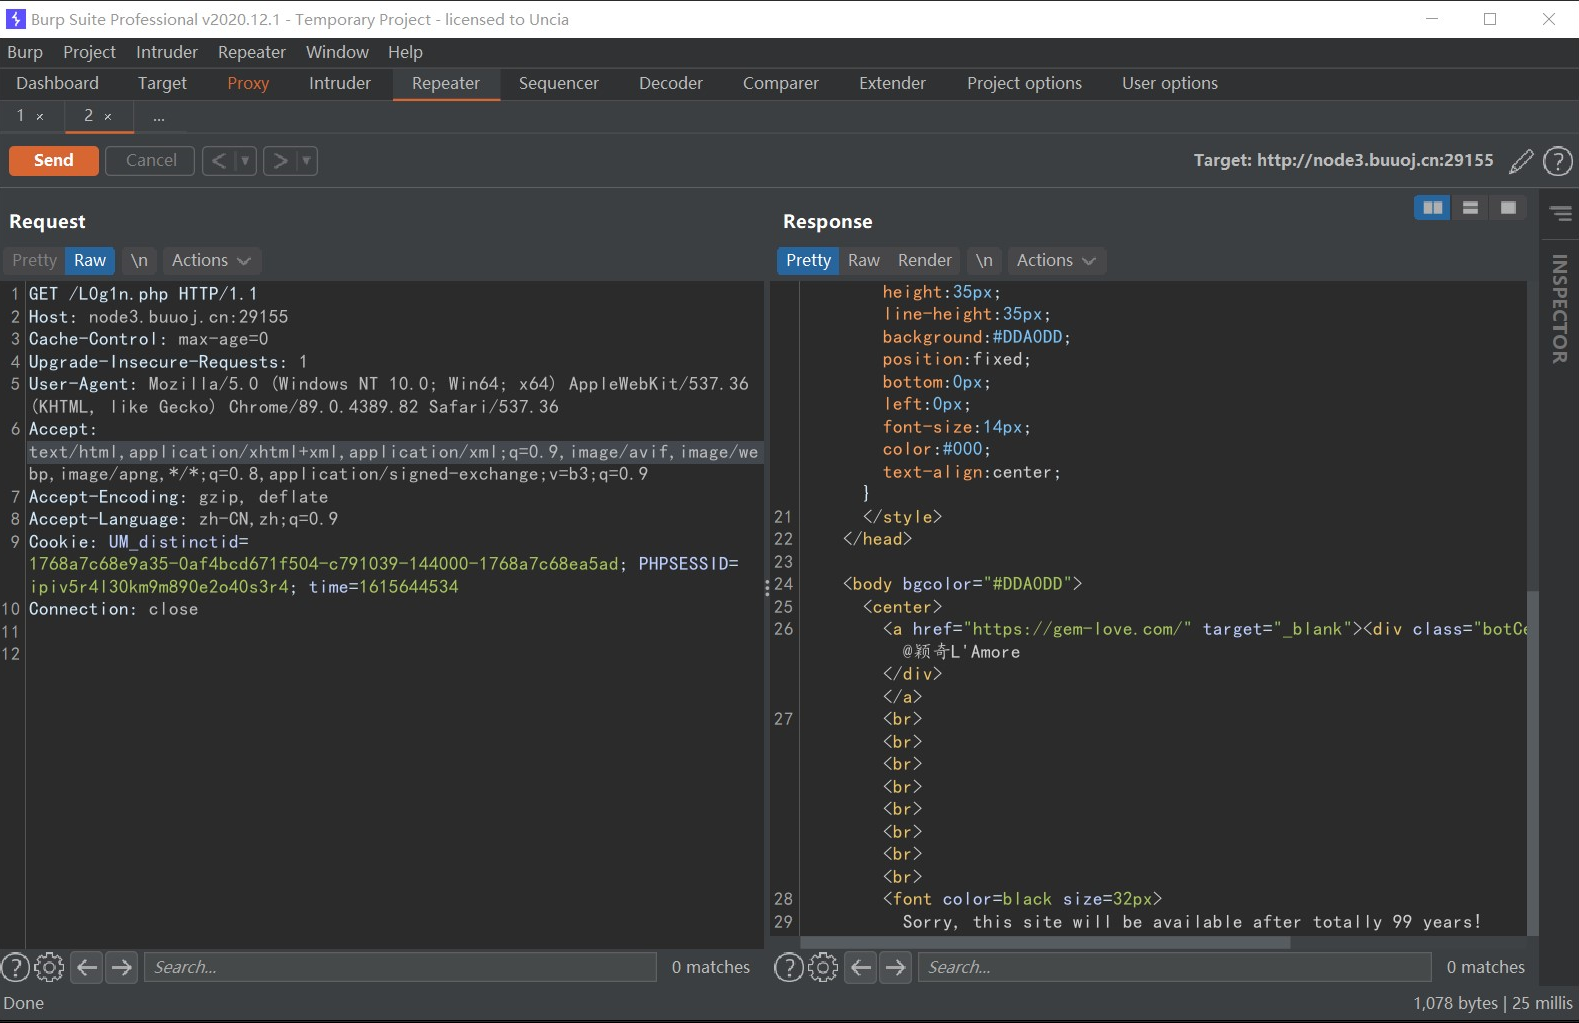 Burp Suite Professional v2020.12.1 - Temporary Project - licensed to Uncia
Burp Project Intruder Repeater Window Help
Dashboard Target Proxy Intruder Repeater Sequencer Decoder Comparer Extender Project options User options
1 × 2 × ...
Send Cancel < > Target: http://node3.buuoj.cn:29155 ?
Request
Pretty Raw \n Actions
1 GET /L0g1n.php HTTP/1.1
2 Host: node3.buuoj.cn:29155
3 Cache-Control: max-age=0
4 Upgrade-Insecure-Requests: 1
5 User-Agent: Mozilla/5.0 (Windows NT 10.0; Win64; x64) AppleWebKit/537.36
(KHTML, like Gecko) Chrome/89.0.4389.82 Safari/537.36
6 Accept:
text/html,application/xhtml+xml,application/xml;q=0.9,image/avif,image/we
bp,image/apng,*/*;q=0.8,application/signed-exchange;v=b3;q=0.9
7 Accept-Encoding: gzip, deflate
8 Accept-Language: zh-CN,zh;q=0.9
9 Cookie: UM_distinctid=
1768a7c68e9a35-0af4bcd671f504-c791039-144000-1768a7c68ea5ad; PHPSESSID=
ipiv5r4l30km9m890e2o40s3r4; time=1615644534
10 Connection: close
11
12
? Search... 0 matches
Response
Pretty Raw Render \n Actions
height:35px;
line-height:35px;
background:#DDA0DD;
position:fixed;
bottom:0px;
left:0px;
font-size:14px;
color:#000;
text-align:center;
}
21 </style>
22 </head>
23
24 <body bgcolor="#DDA0DD">
25 <center>
26 <a href="https://gem-love.com/" target="_blank"><div class="botCe
@颖奇L'Amore
</div>
</a>
27 <br>
<br>
<br>
<br>
<br>
<br>
<br>
<br>
28 <font color=black size=32px>
29 Sorry, this site will be available after totally 99 years!
? Search... 0 matches
INSPECTOR
Done 1,078 bytes | 25 millis